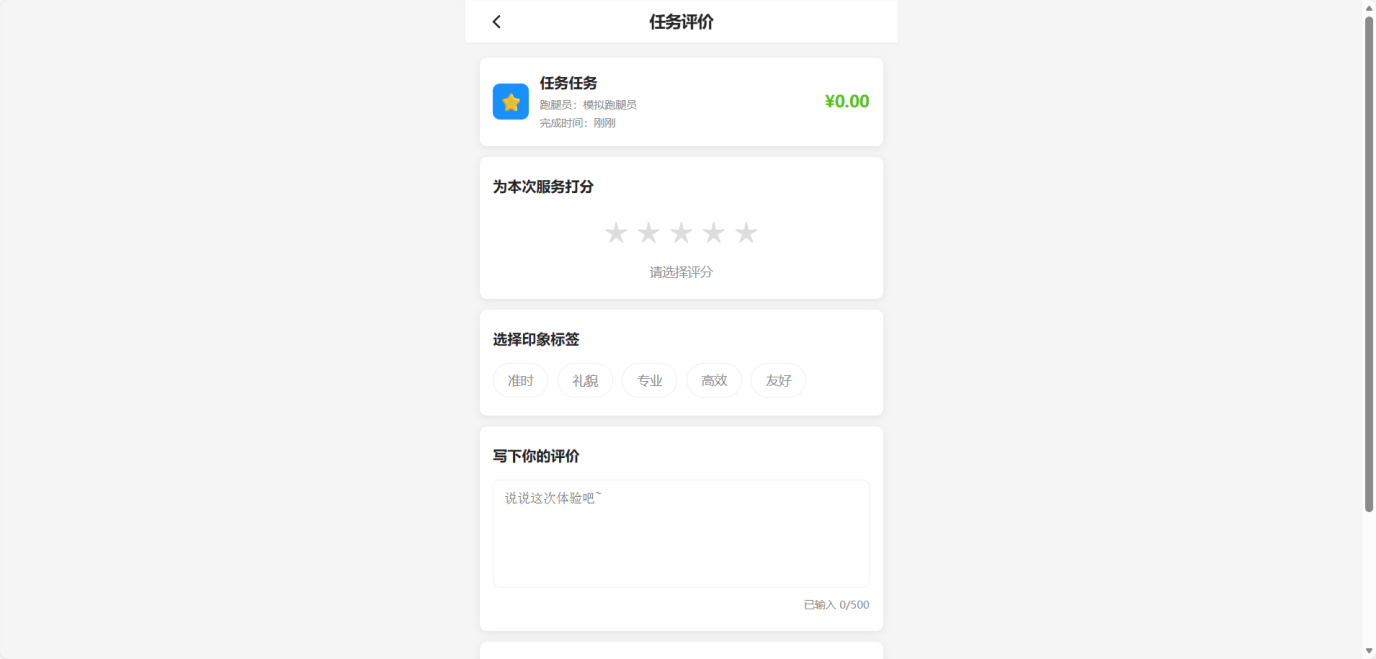 任务评价
任务任务
跑腿员：模拟跑腿员
完成时间：刚刚
¥0.00
为本次服务打分
请选择评分
选择印象标签
准时 礼貌 专业 高效 友好
写下你的评价
说说这次体验吧~
已输入 0/500